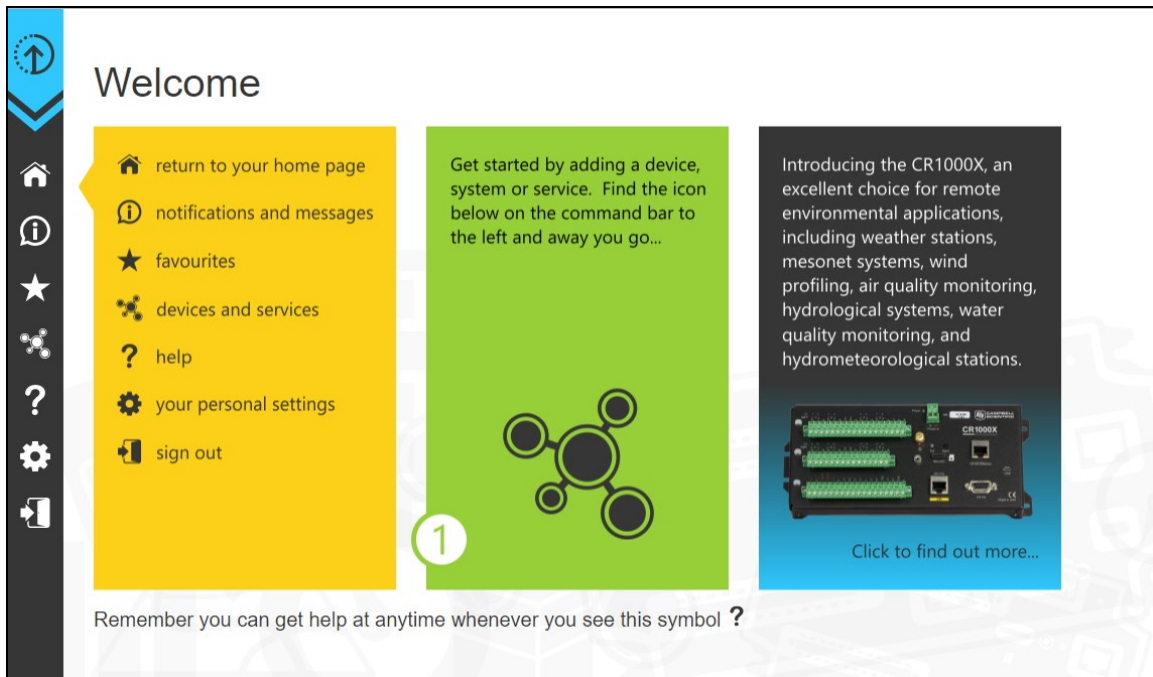 Welcome
return to your home page
notifications and messages
favourites
devices and services
help
your personal settings
sign out
Get started by adding a device,
system or service. Find the icon
below on the command bar to
the left and away you go...
1
Introducing the CR1000X, an
excellent choice for remote
environmental applications,
including weather stations,
mesonet systems, wind
profiling, air quality monitoring,
hydrological systems, water
quality monitoring, and
hydrometeorological stations.
CAMPBELL
SCIENTIFIC
CR1000X
Click to find out more...
Remember you can get help at anytime whenever you see this symbol ?